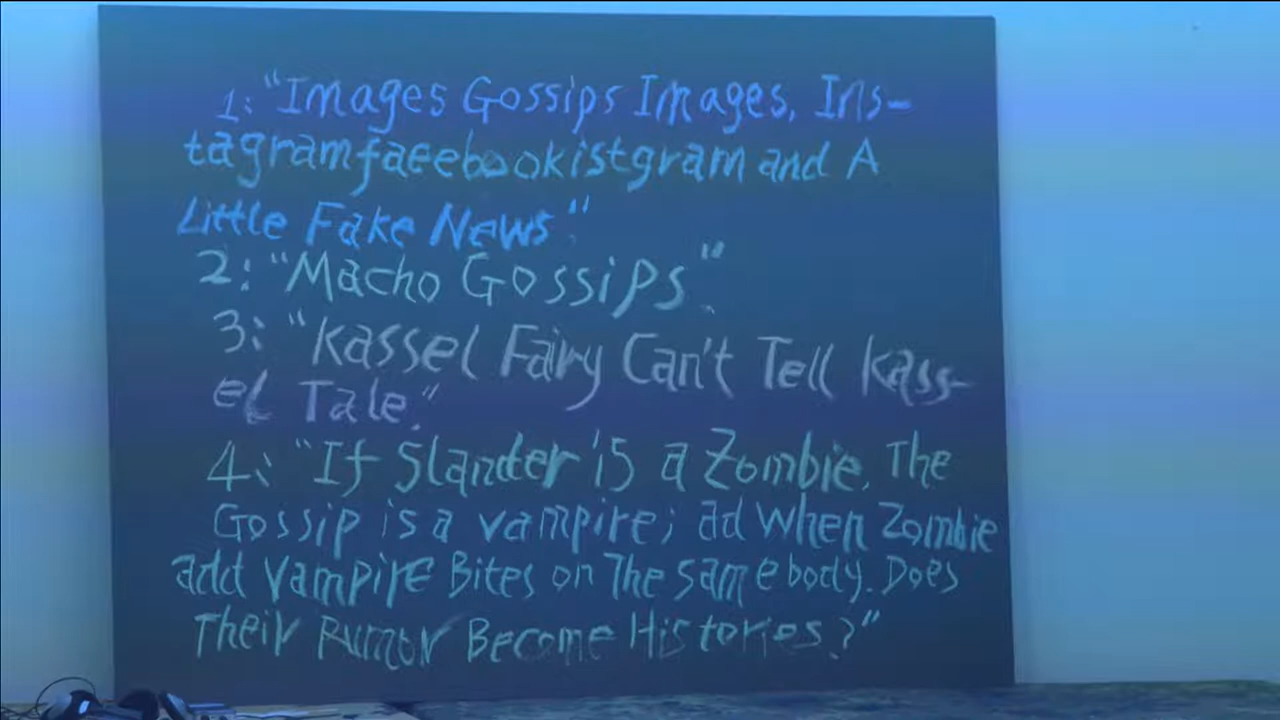 1: "Images Gossips Images, Ins-
tagramfacebookistgram and A
Little Fake News".
2: "Macho Gossips".
3: "Kassel Fairy Can't Tell Kass-
el Tale."
4: "If Slander is a Zombie, The
Gossip is a vampire; ad when Zombie
add Vampire Bites on The same body. Does
Their Rumor Become Histories?"